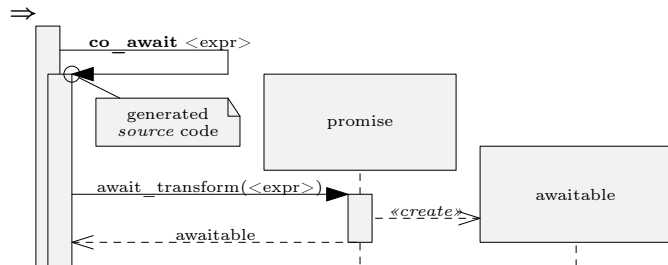 ⇒
co_await <expr>
generated
source code
promise
awaitable
await_transform(<expr>)
«create»
awaitable